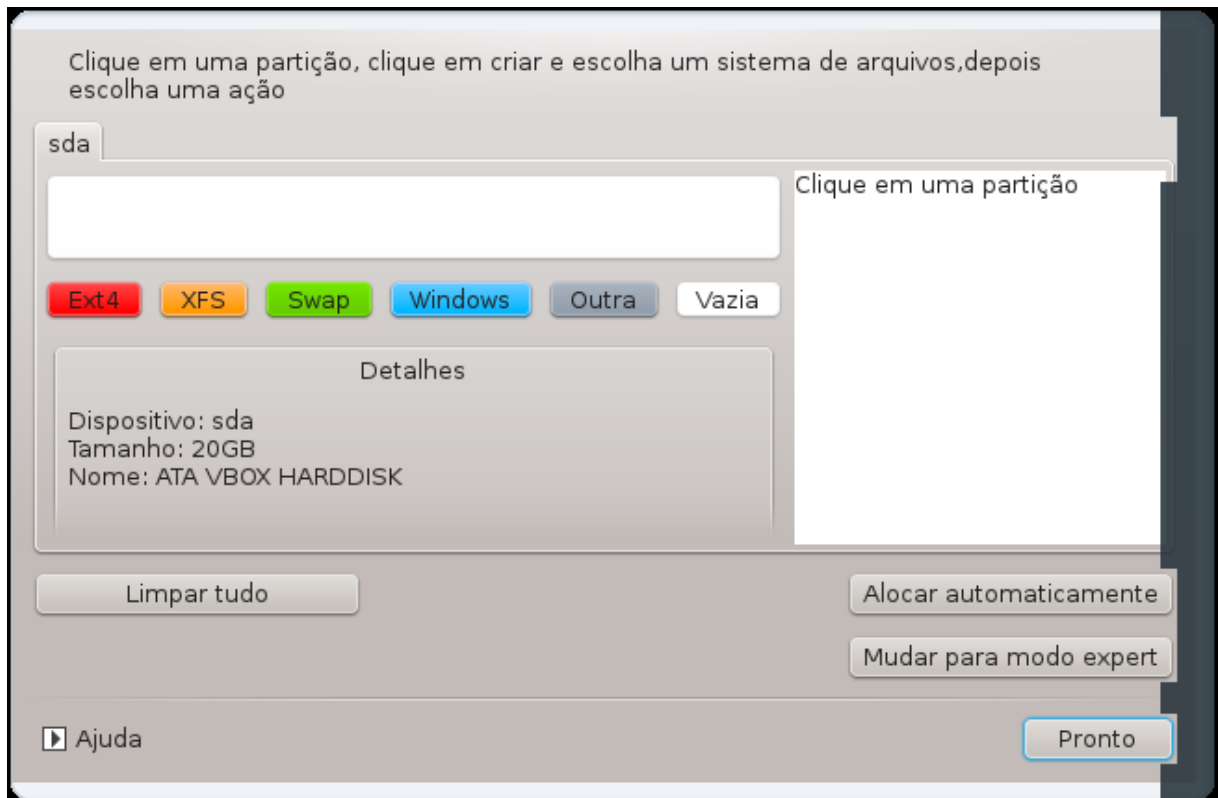 Clique em uma partição, clique em criar e escolha um sistema de arquivos,depois
escolha uma ação
sda
Clique em uma partição
Ext4 XFS Swap Windows Outra Vazia
Detalhes
Dispositivo: sda
Tamanho: 20GB
Nome: ATA VBOX HARDDISK
Limpar tudo
Alocar automaticamente
Mudar para modo expert
Ajuda
Pronto